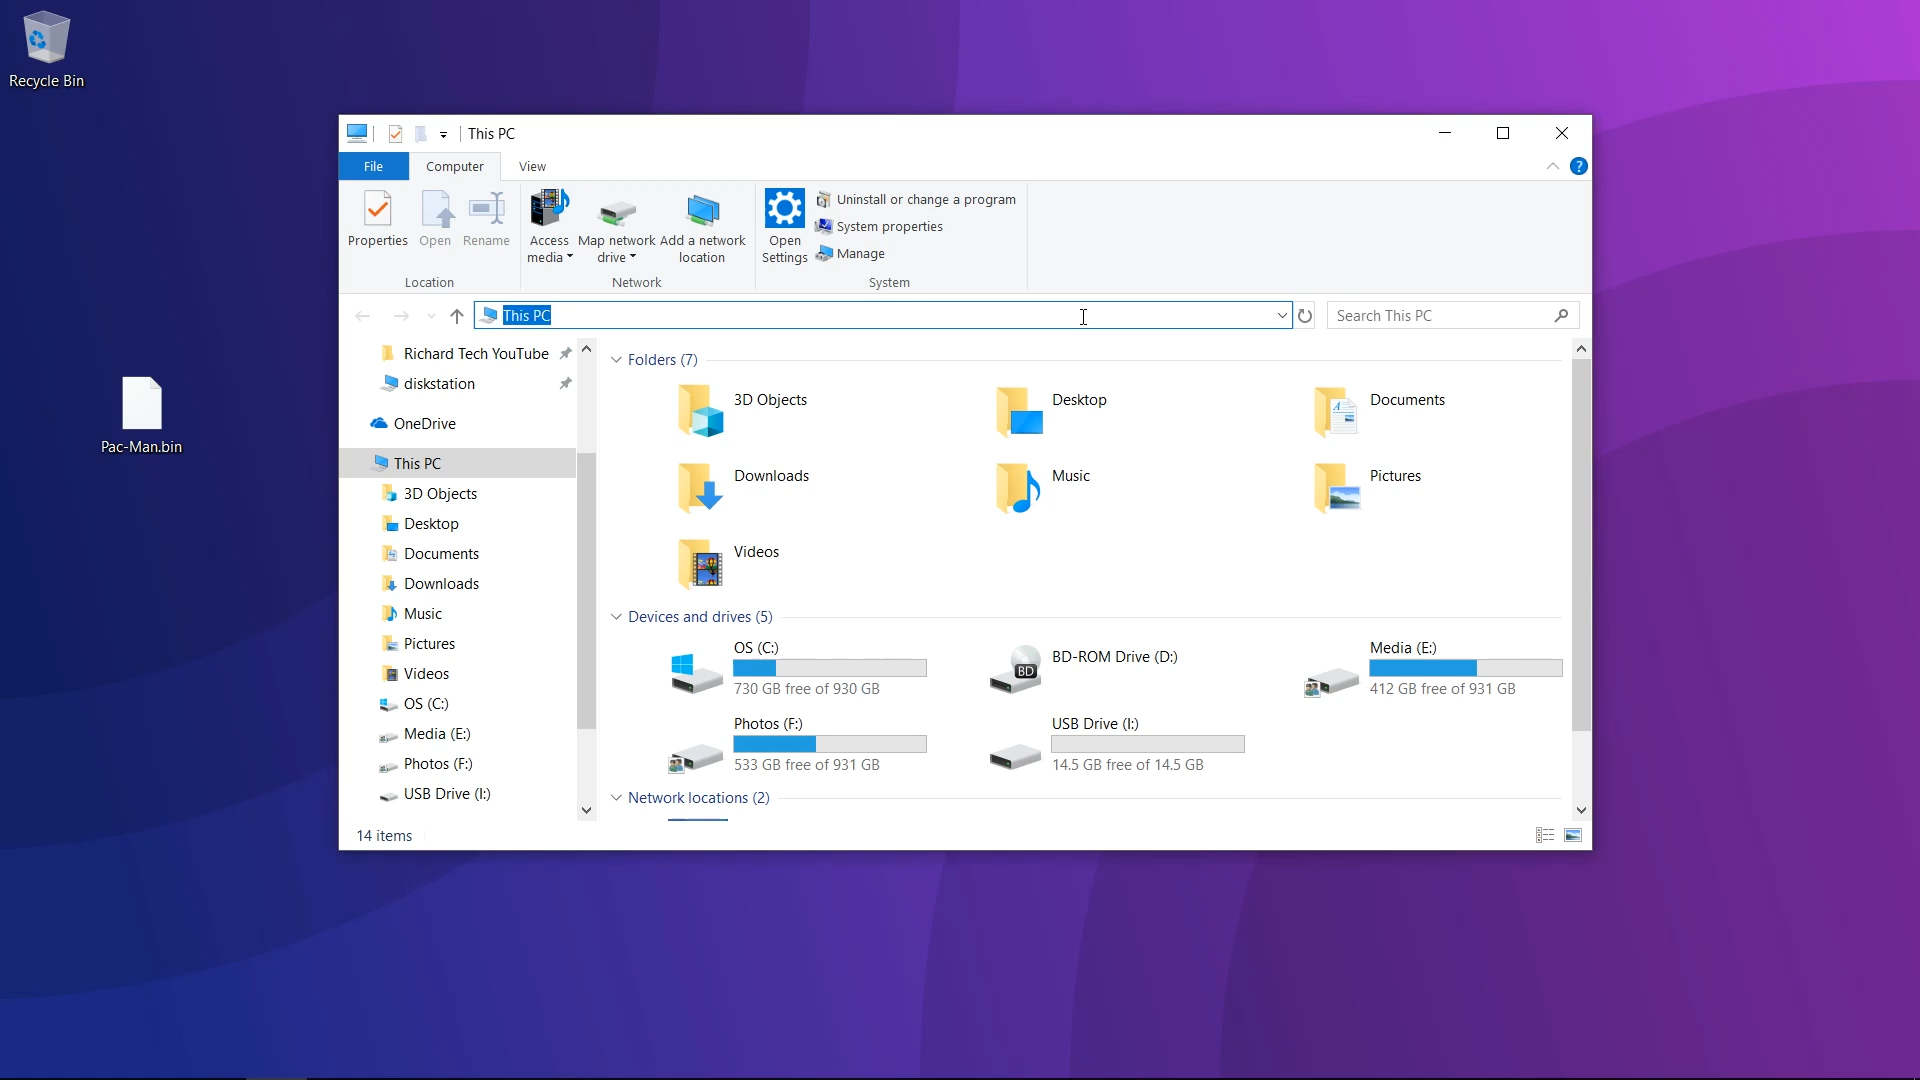 Recycle Bin
Pac-Man.bin
This PC
File Computer View
?
Properties Open Rename
Location
Access media
Map network drive
Add a network location
Network
Open Settings
Uninstall or change a program
System properties
Manage
System
This PC
Search This PC
Richard Tech YouTube
diskstation
OneDrive
This PC
3D Objects
Desktop
Documents
Downloads
Music
Pictures
Videos
OS (C:)
Media (E:)
Photos (F:)
USB Drive (I:)
Folders (7)
3D Objects
Desktop
Documents
A
Downloads
Music
Pictures
Videos
Devices and drives (5)
OS (C:)
730 GB free of 930 GB
BD-ROM Drive (D:)
BD
Media (E:)
412 GB free of 931 GB
Photos (F:)
533 GB free of 931 GB
USB Drive (I:)
14.5 GB free of 14.5 GB
Network locations (2)
14 items